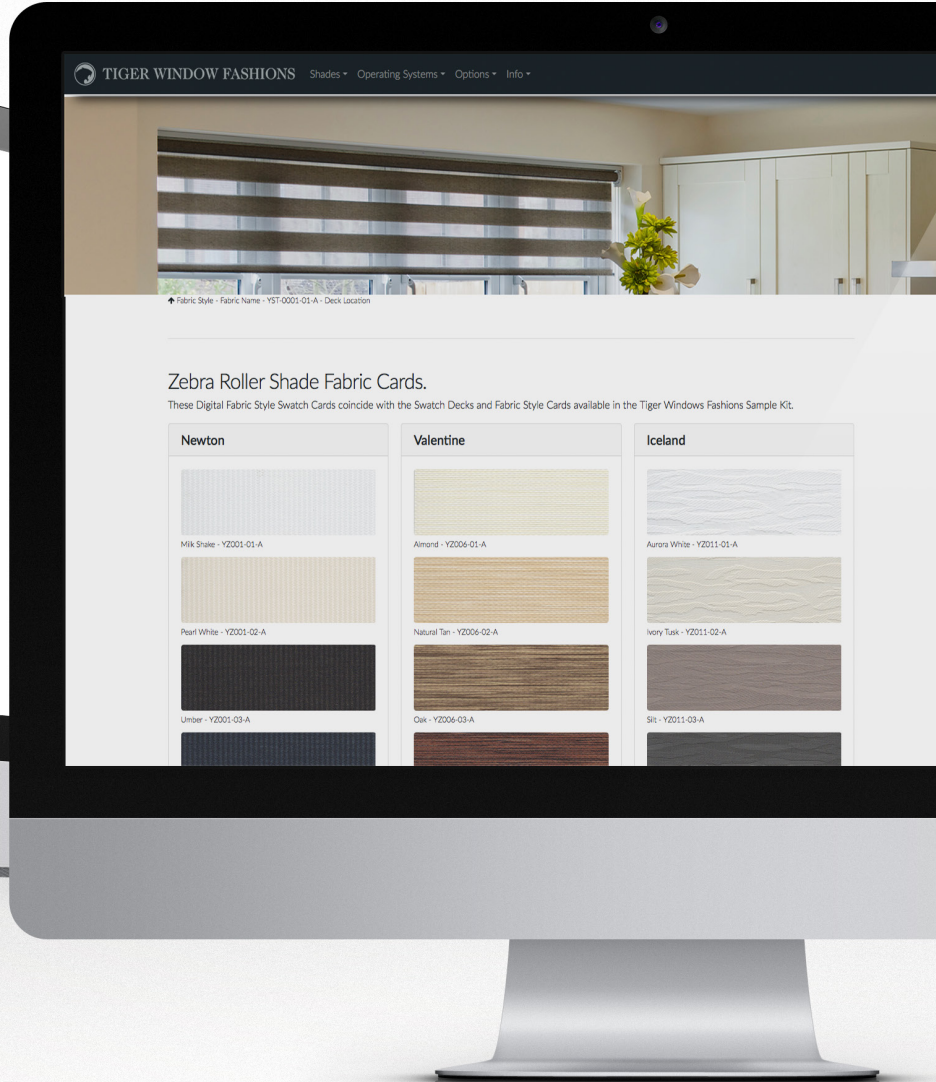 TIGER WINDOW FASHIONS Shades Operating Systems Options Info
Fabric Style - Fabric Name - YST-0001-01-A - Deck Location
Zebra Roller Shade Fabric Cards.
These Digital Fabric Style Swatch Cards coincide with the Swatch Decks and Fabric Style Cards available in the Tiger Windows Fashions Sample Kit.
Newton Valentine Iceland
Milk Shake - YZ001-01-A Almond - YZ006-01-A Aurora White - YZ011-01-A
Pearl White - YZ001-02-A Natural Tan - YZ006-02-A Ivory Tusk - YZ011-02-A
Umber - YZ001-03-A Oak - YZ006-03-A Silt - YZ011-03-A